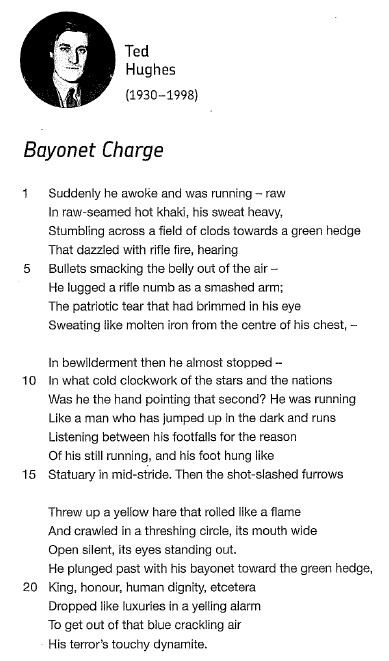 Ted
Hughes
(1930–1998)
Bayonet Charge
1 Suddenly he awoke and was running – raw
In raw-seamed hot khaki, his sweat heavy,
Stumbling across a field of clods towards a green hedge
That dazzled with rifle fire, hearing
5 Bullets smacking the belly out of the air –
He lugged a rifle numb as a smashed arm;
The patriotic tear that had brimmed in his eye
Sweating like molten iron from the centre of his chest, –
In bewilderment then he almost stopped –
10 In what cold clockwork of the stars and the nations
Was he the hand pointing that second? He was running
Like a man who has jumped up in the dark and runs
Listening between his footfalls for the reason
Of his still running, and his foot hung like
15 Statuary in mid-stride. Then the shot-slashed furrows
Threw up a yellow hare that rolled like a flame
And crawled in a threshing circle, its mouth wide
Open silent, its eyes standing out.
He plunged past with his bayonet toward the green hedge,
20 King, honour, human dignity, etcetera
Dropped like luxuries in a yelling alarm
To get out of that blue crackling air
His terror's touchy dynamite.